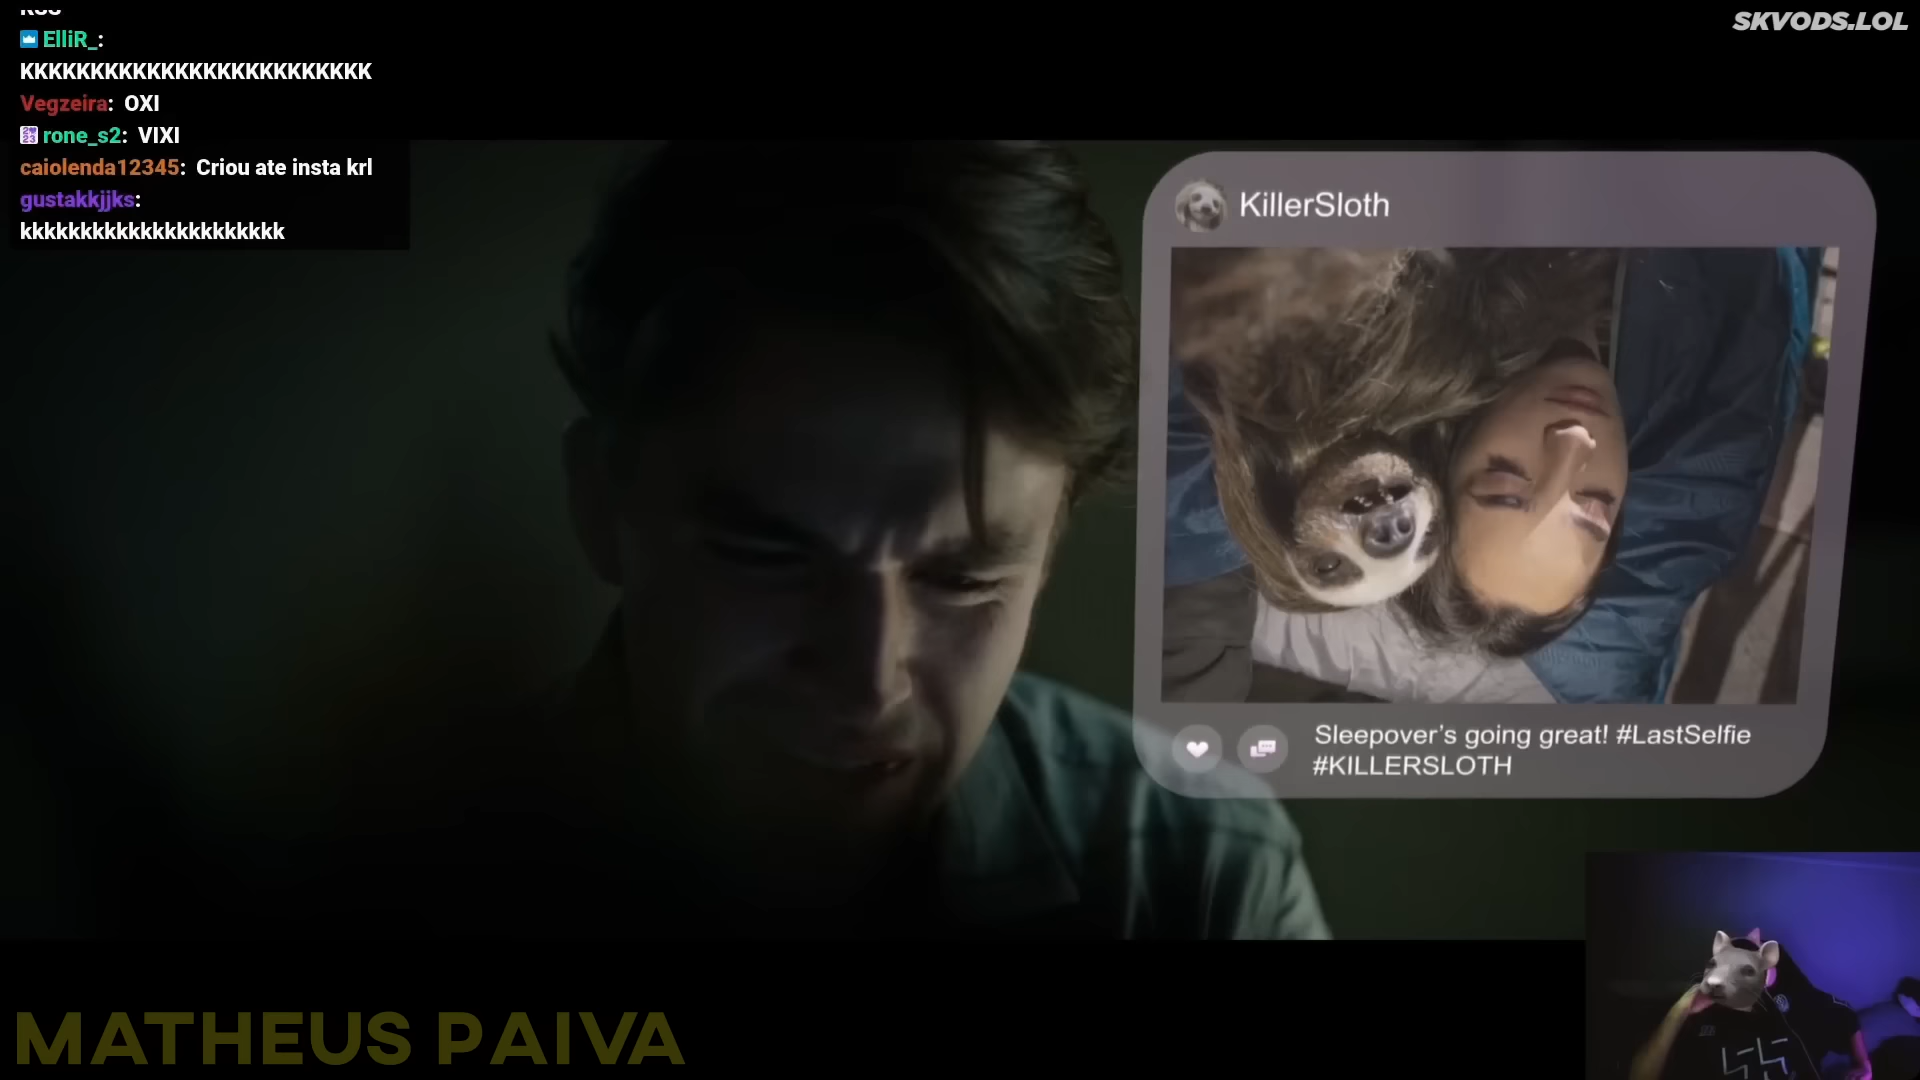 SKVODS.LOL
ElliR_:
KKKKKKKKKKKKKKKKKKKKKKKKK
Vegzeira: OXI
rone_s2: VIXI
caiolenda12345: Criou ate insta krl
gustakkjjks:
kkkkkkkkkkkkkkkkkkkkkk
KillerSloth
Sleepover’s going great! #LastSelfie
#KILLERSLOTH
MATHEUS PAIVA